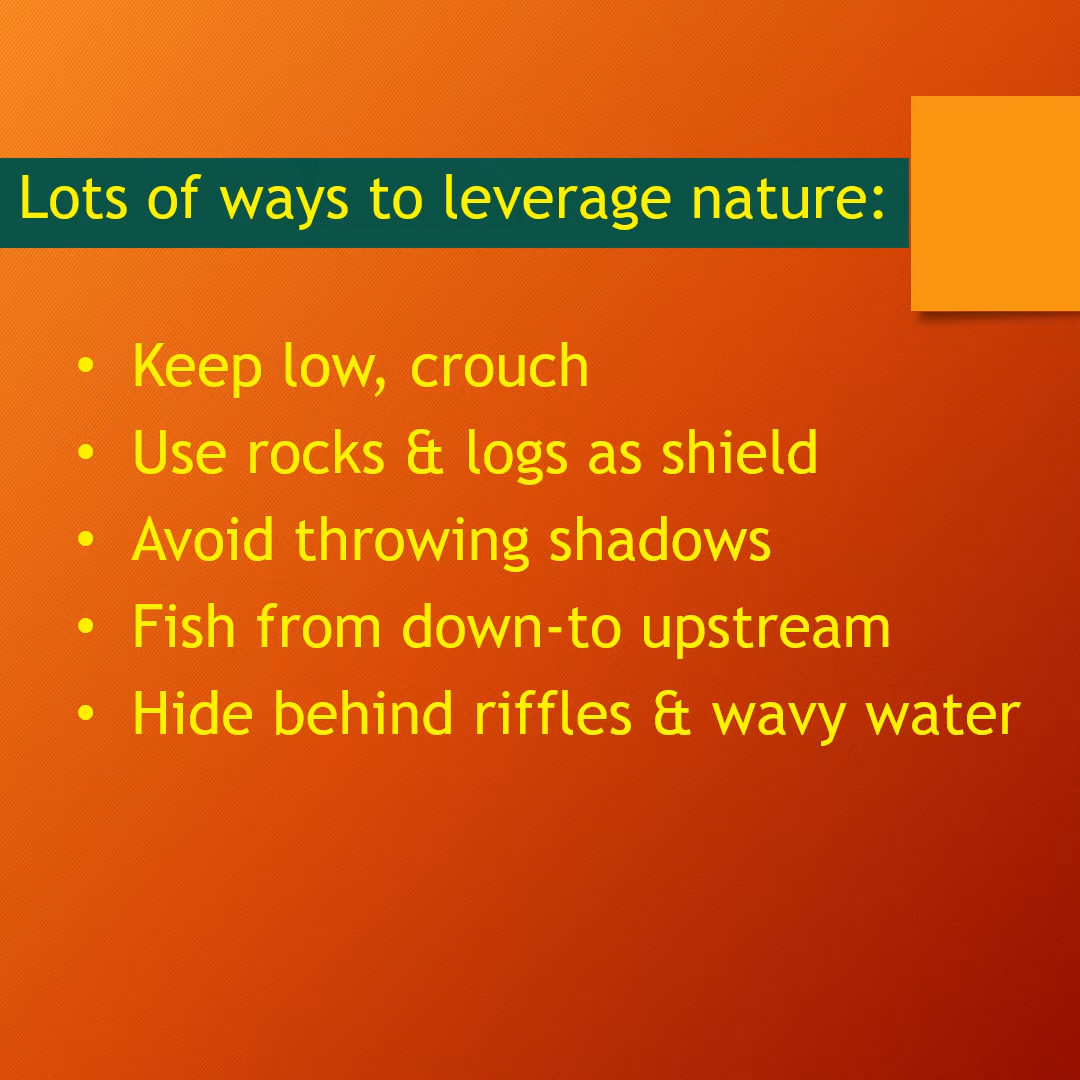 Lots of ways to leverage nature:
• Keep low, crouch
• Use rocks & logs as shield
• Avoid throwing shadows
• Fish from down-to upstream
• Hide behind riffles & wavy water